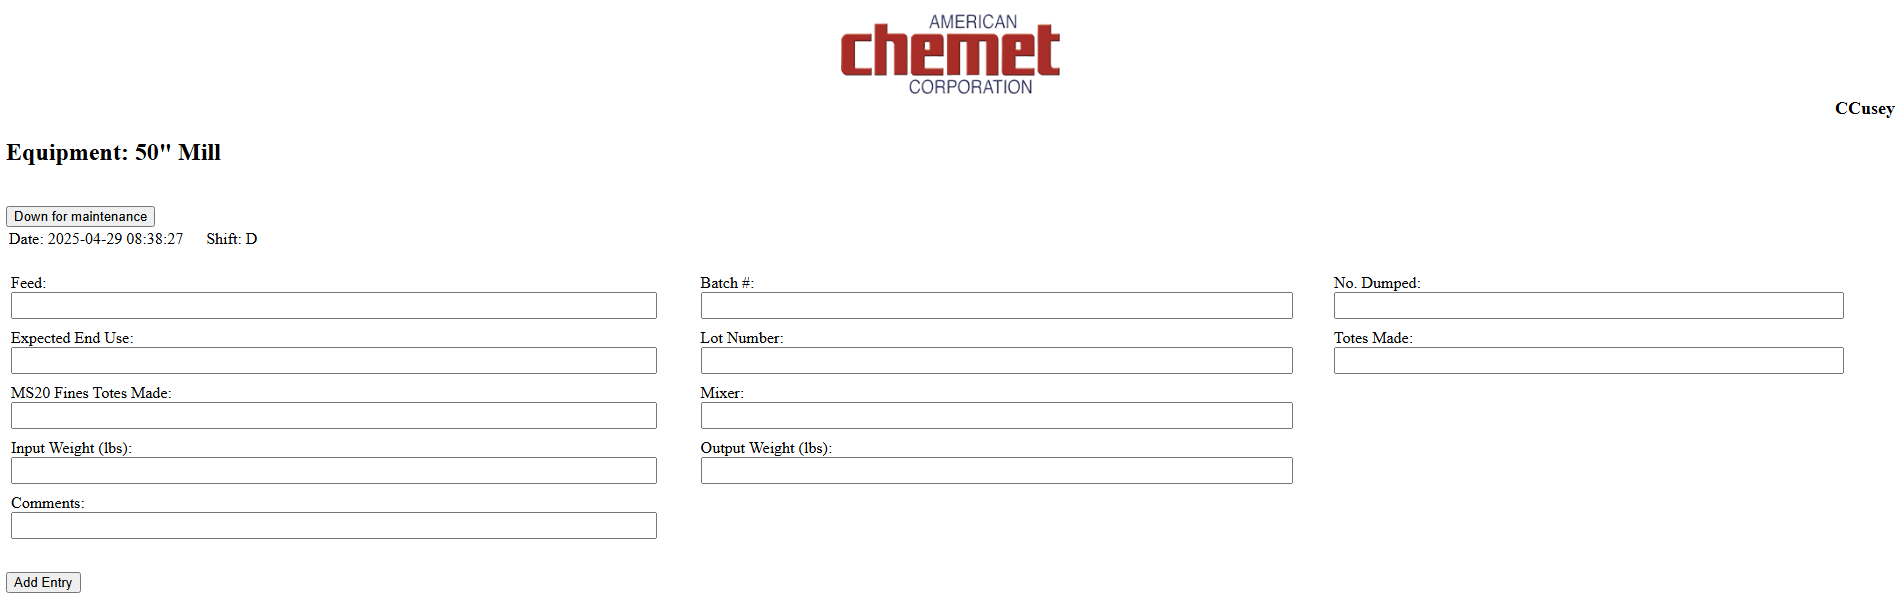 AMERICAN
chemet
CORPORATION
CCusey
Equipment: 50" Mill
Down for maintenance
Date: 2025-04-29 08:38:27 Shift: D
Feed: Batch #: No. Dumped:
Expected End Use: Lot Number: Totes Made:
MS20 Fines Totes Made: Mixer:
Input Weight (lbs): Output Weight (lbs):
Comments:
Add Entry